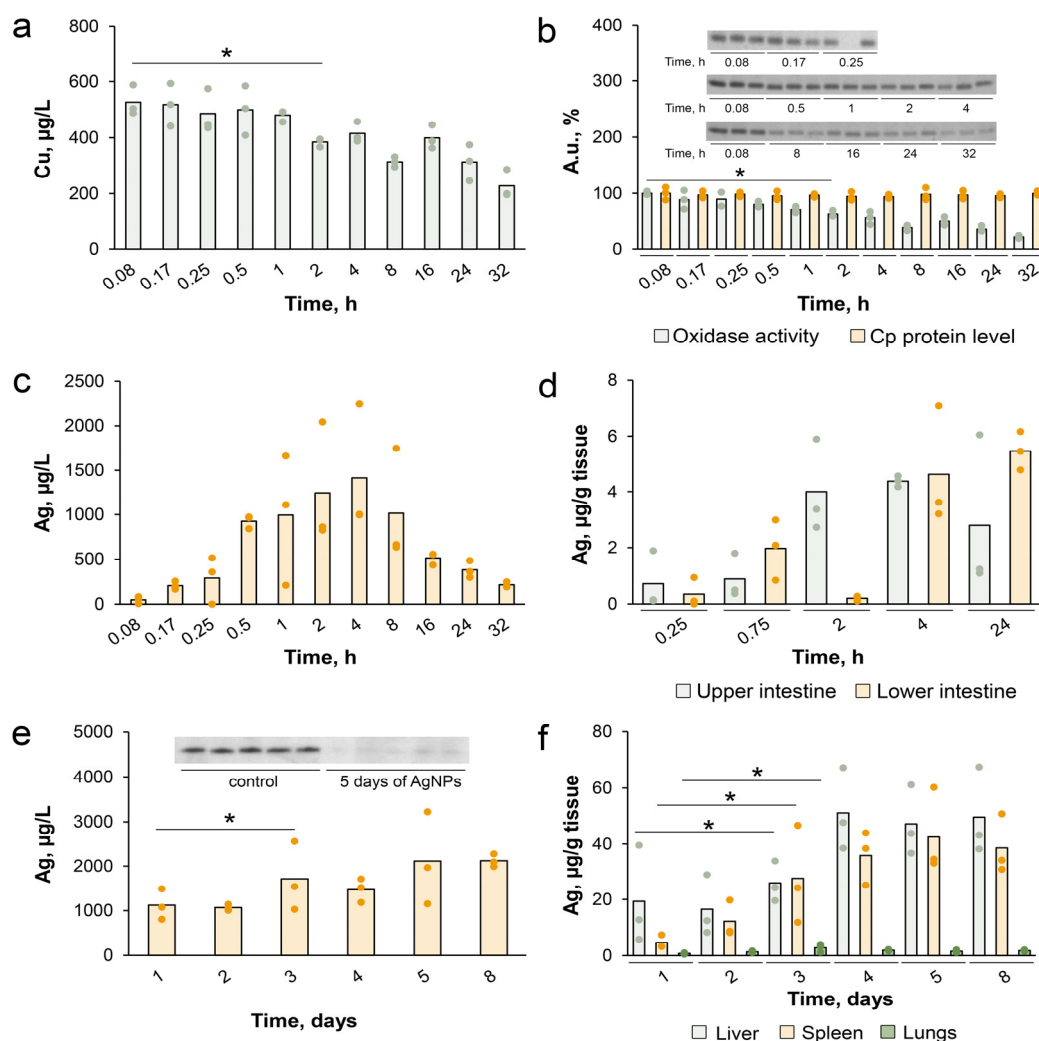 a
Cu, µg/L
800
600
400
200
0
*
0.08 0.17 0.25 0.5 1 2 4 8 16 24 32
Time, h
b
A.u., %
400
300
200
100
0
Time, h 0.08 0.17 0.25
Time, h 0.08 0.5 1 2 4
Time, h 0.08 8 16 24 32
*
0.08 0.17 0.25 0.5 1 2 4 8 16 24 32
Time, h
Oxidase activity Cp protein level
c
Ag, µg/L
2500
2000
1500
1000
500
0
0.08 0.17 0.25 0.5 1 2 4 8 16 24 32
Time, h
d
Ag, µg/g tissue
8
6
4
2
0
0.25 0.75 2 4 24
Time, h
Upper intestine Lower intestine
e
Ag, µg/L
5000
4000
3000
2000
1000
0
control 5 days of AgNPs
*
1 2 3 4 5 8
Time, days
f
Ag, µg/g tissue
80
60
40
20
0
*
*
*
1 2 3 4 5 8
Time, days
Liver Spleen Lungs